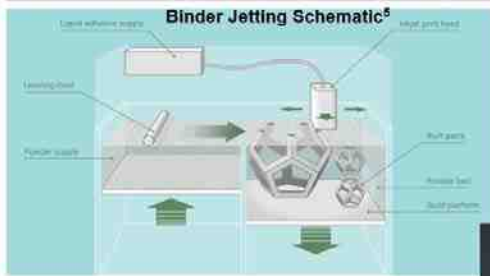 Binder Jetting Schematic⁵
Liquid adhesive supply
Inkjet print head
Leveling roller
Powder supply
Built parts
Powder bed
Build platform